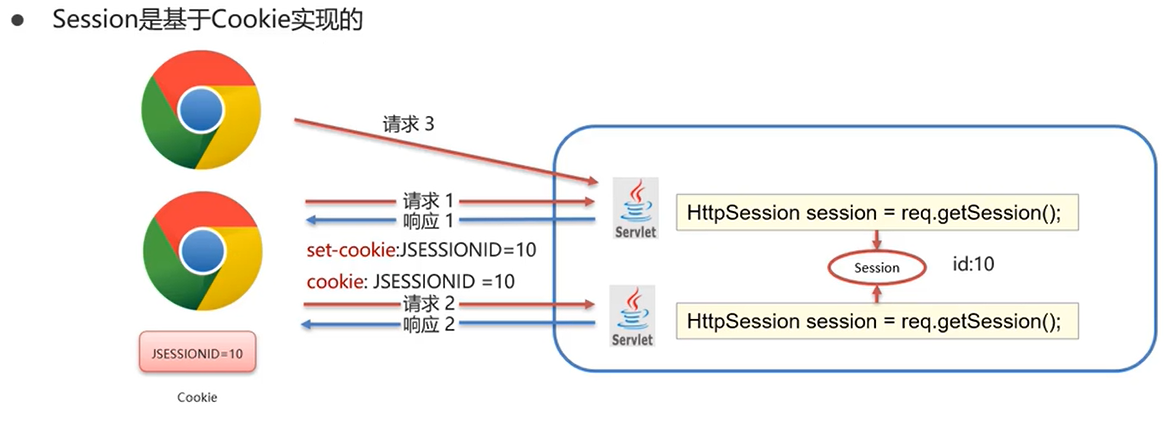 ● Session是基于Cookie实现的
请求 3
请求 1
响应 1
Servlet
HttpSession session = req.getSession();
set-cookie:JSESSIONID=10
Session
id:10
cookie: JSESSIONID =10
请求 2
响应 2
Servlet
HttpSession session = req.getSession();
JSESSIONID=10
Cookie